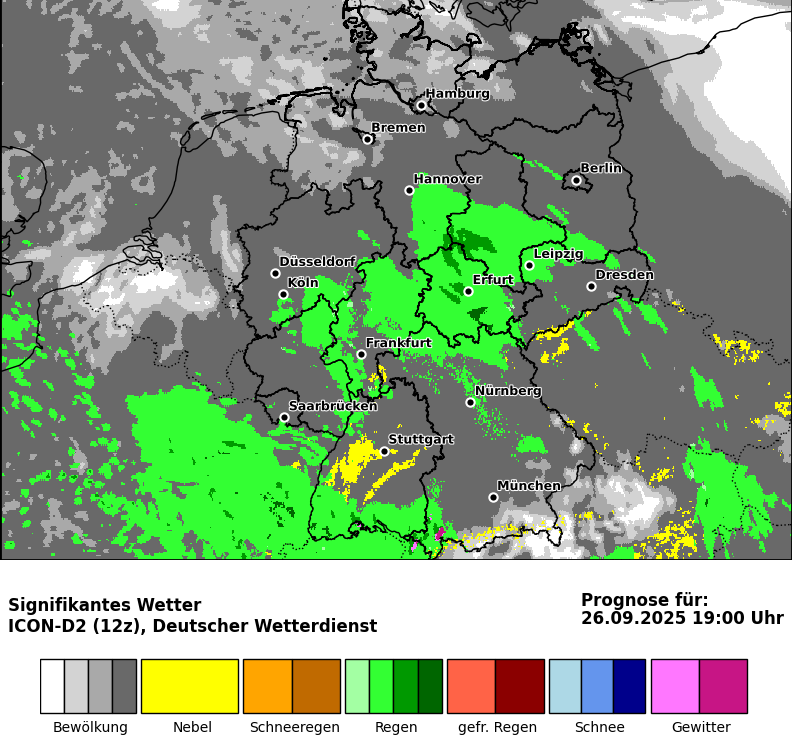 Hamburg
Bremen
Berlin
Hannover
Düsseldorf
Leipzig
Köln
Erfurt
Dresden
Frankfurt
Nürnberg
Saarbrücken
Stuttgart
München
Signifikantes Wetter
ICON-D2 (12z), Deutscher Wetterdienst
Prognose für:
26.09.2025 19:00 Uhr
Bewölkung
Nebel
Schneeregen
Regen
gefr. Regen
Schnee
Gewitter